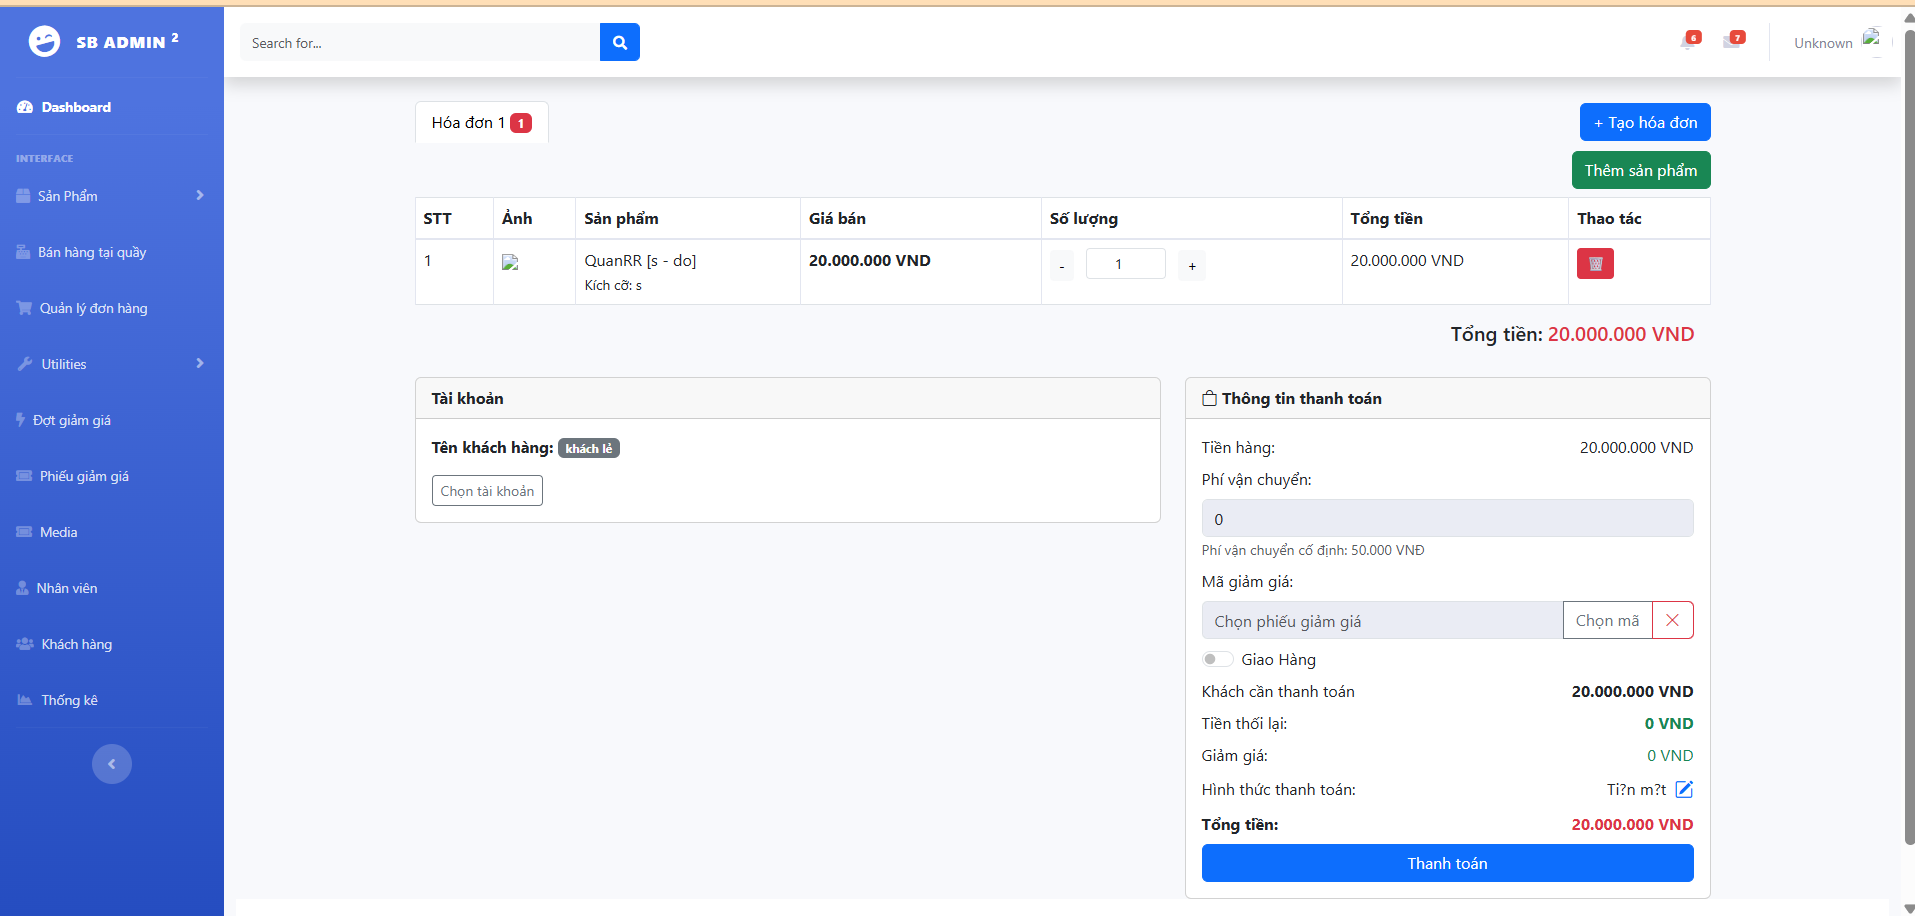 SB ADMIN 2
Search for...
6
7
Unknown
Dashboard
INTERFACE
Sản Phẩm
Bán hàng tại quầy
Quản lý đơn hàng
Utilities
Đợt giảm giá
Phiếu giảm giá
Media
Nhân viên
Khách hàng
Thống kê
Hóa đơn 1 1
+ Tạo hóa đơn
Thêm sản phẩm
STT Ảnh Sản phẩm Giá bán Số lượng Tổng tiền Thao tác
1 QuanRR [s - do] 20.000.000 VND - 1 + 20.000.000 VND
Kích cỡ: s
Tổng tiền: 20.000.000 VND
Tài khoản
Tên khách hàng: khách lẻ
Chọn tài khoản
Thông tin thanh toán
Tiền hàng: 20.000.000 VND
Phí vận chuyển:
0
Phí vận chuyển cố định: 50.000 VNĐ
Mã giảm giá:
Chọn phiếu giảm giá Chọn mã
Giao Hàng
Khách cần thanh toán 20.000.000 VND
Tiền thối lại: 0 VND
Giảm giá: 0 VND
Hình thức thanh toán: Ti?n m?t
Tổng tiền: 20.000.000 VND
Thanh toán